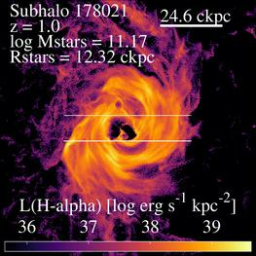 Subhalo 178021
24.6 ckpc
z = 1.0
log Mstars = 11.17
Rstars = 12.32 ckpc
L(H-alpha) [log erg s⁻¹ kpc⁻²]
36 37 38 39